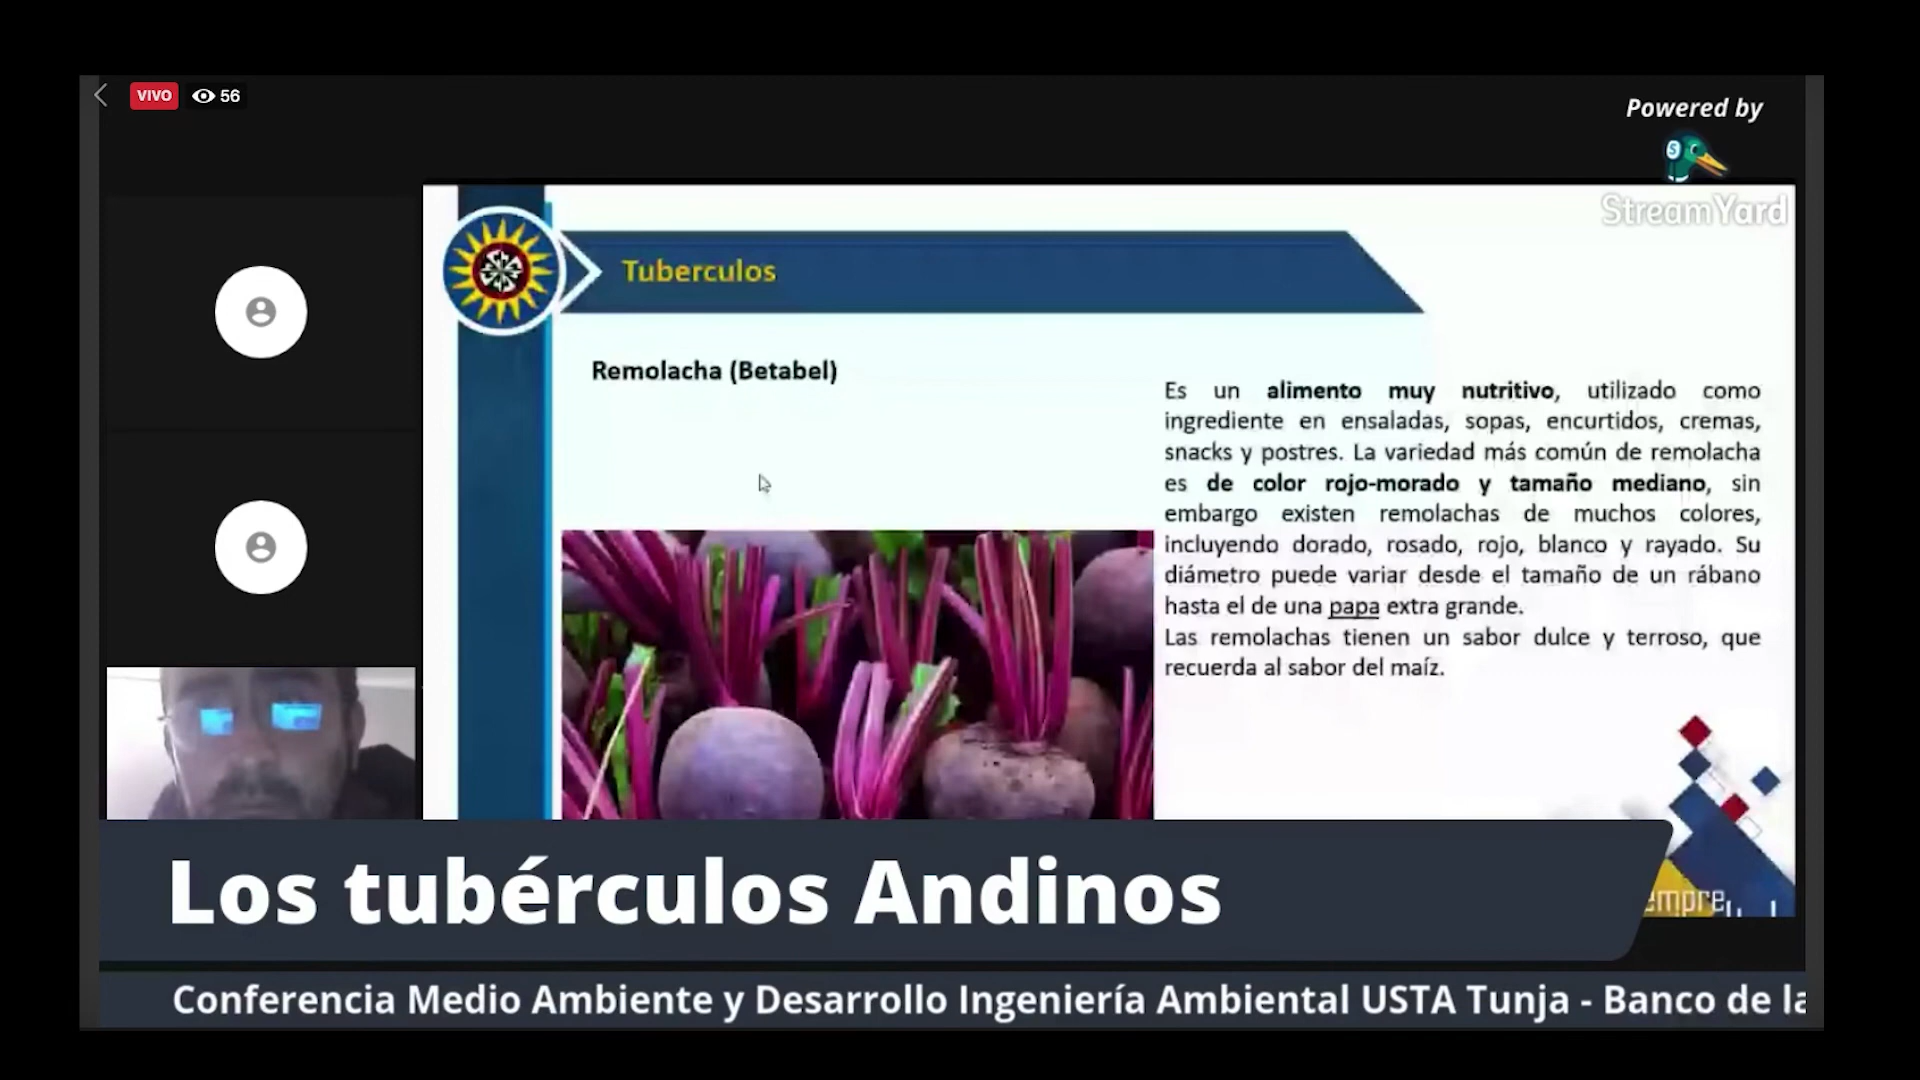 VIVO 56
Powered by
StreamYard
Tuberculos
Remolacha (Betabel)
Es un alimento muy nutritivo, utilizado como
ingrediente en ensaladas, sopas, encurtidos, cremas,
snacks y postres. La variedad más común de remolacha
es de color rojo-morado y tamaño mediano, sin
embargo existen remolachas de muchos colores,
incluyendo dorado, rosado, rojo, blanco y rayado. Su
diámetro puede variar desde el tamaño de un rábano
hasta el de una papa extra grande.
Las remolachas tienen un sabor dulce y terroso, que
recuerda al sabor del maíz.
Los tubérculos Andinos
Conferencia Medio Ambiente y Desarrollo Ingeniería Ambiental USTA Tunja - Banco de la